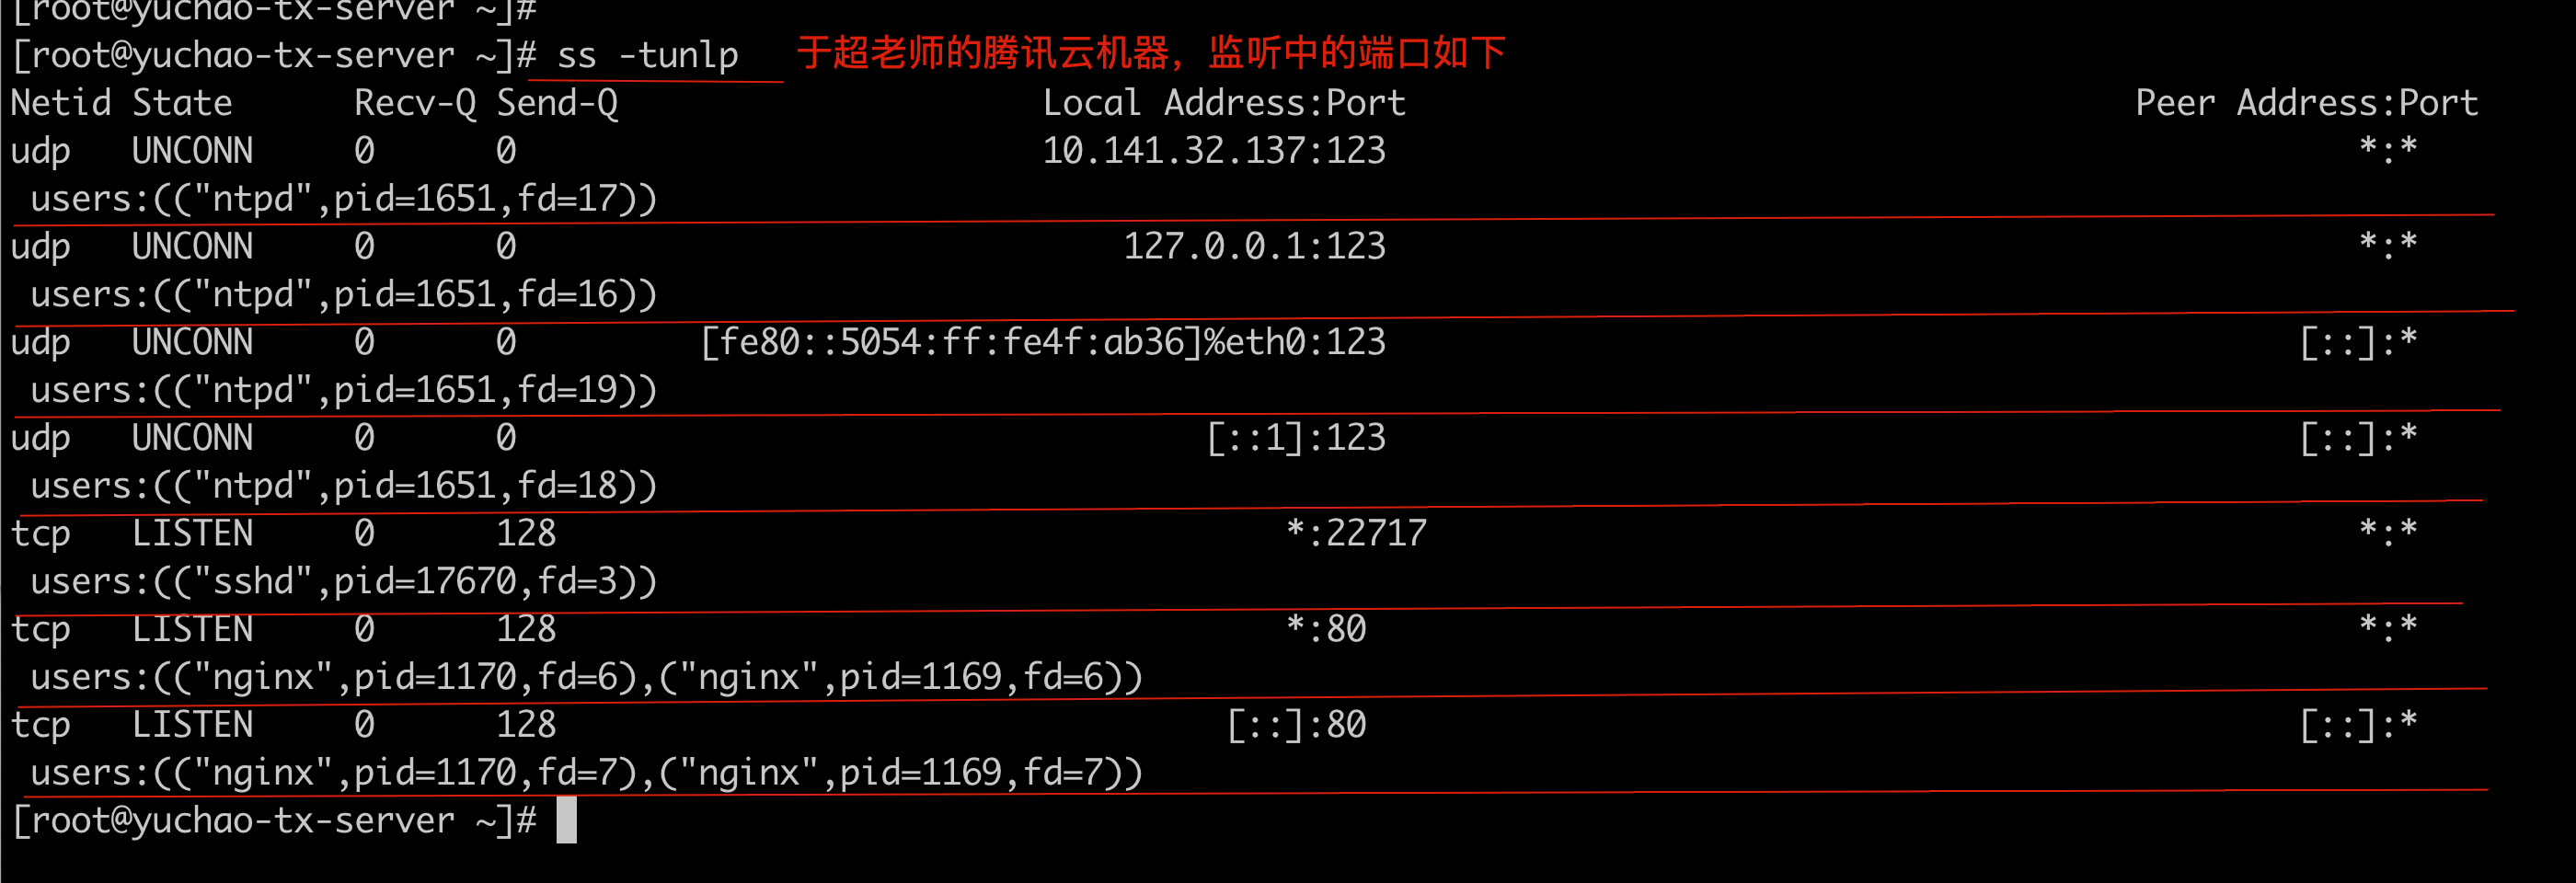 [root@yuchao-tx-server ~]#
[root@yuchao-tx-server ~]# ss -tunlp 于超老师的腾讯云机器，监听中的端口如下
Netid State Recv-Q Send-Q Local Address:Port Peer Address:Port
udp UNCONN 0 0 10.141.32.137:123 *:*
users:(("ntpd",pid=1651,fd=17))
udp UNCONN 0 0 127.0.0.1:123 *:*
users:(("ntpd",pid=1651,fd=16))
udp UNCONN 0 0 [fe80::5054:ff:fe4f:ab36]%eth0:123 [::]:*
users:(("ntpd",pid=1651,fd=19))
udp UNCONN 0 0 [::1]:123 [::]:*
users:(("ntpd",pid=1651,fd=18))
tcp LISTEN 0 128 *:22717 *:*
users:(("sshd",pid=17670,fd=3))
tcp LISTEN 0 128 *:80 *:*
users:(("nginx",pid=1170,fd=6),("nginx",pid=1169,fd=6))
tcp LISTEN 0 128 [::]:80 [::]:*
users:(("nginx",pid=1170,fd=7),("nginx",pid=1169,fd=7))
[root@yuchao-tx-server ~]#